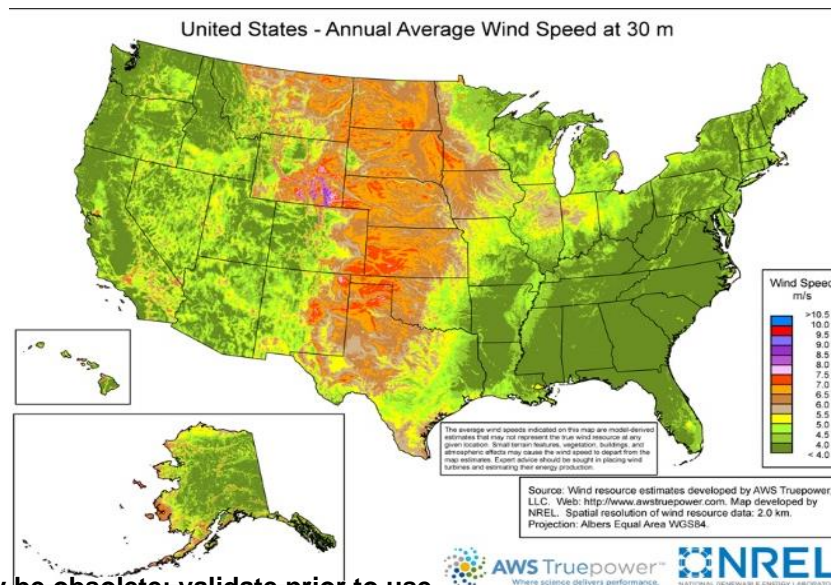 United States - Annual Average Wind Speed at 30 m
Wind Speed
m/s
>10.5
10.0
9.5
9.0
8.5
8.0
7.5
7.0
6.5
6.0
5.5
5.0
4.5
4.0
< 4.0
The average wind speeds indicated on this map are model-derived
estimates that may not represent the true wind resource at any
given location. Small terrain features, vegetation, buildings, and
atmospheric effects may cause the wind speed to depart from the
map estimates. Expert advice should be sought in placing wind
turbines and estimating their energy production.
Source: Wind resource estimates developed by AWS Truepower,
LLC. Web: http://www.awstruepower.com. Map developed by
NREL. Spatial resolution of wind resource data: 2.0 km.
Projection: Albers Equal Area WGS84.
be obsolete; validate prior to use
AWS Truepower™
Where science delivers performance.
NREL
NATIONAL RENEWABLE ENERGY LABORATORY